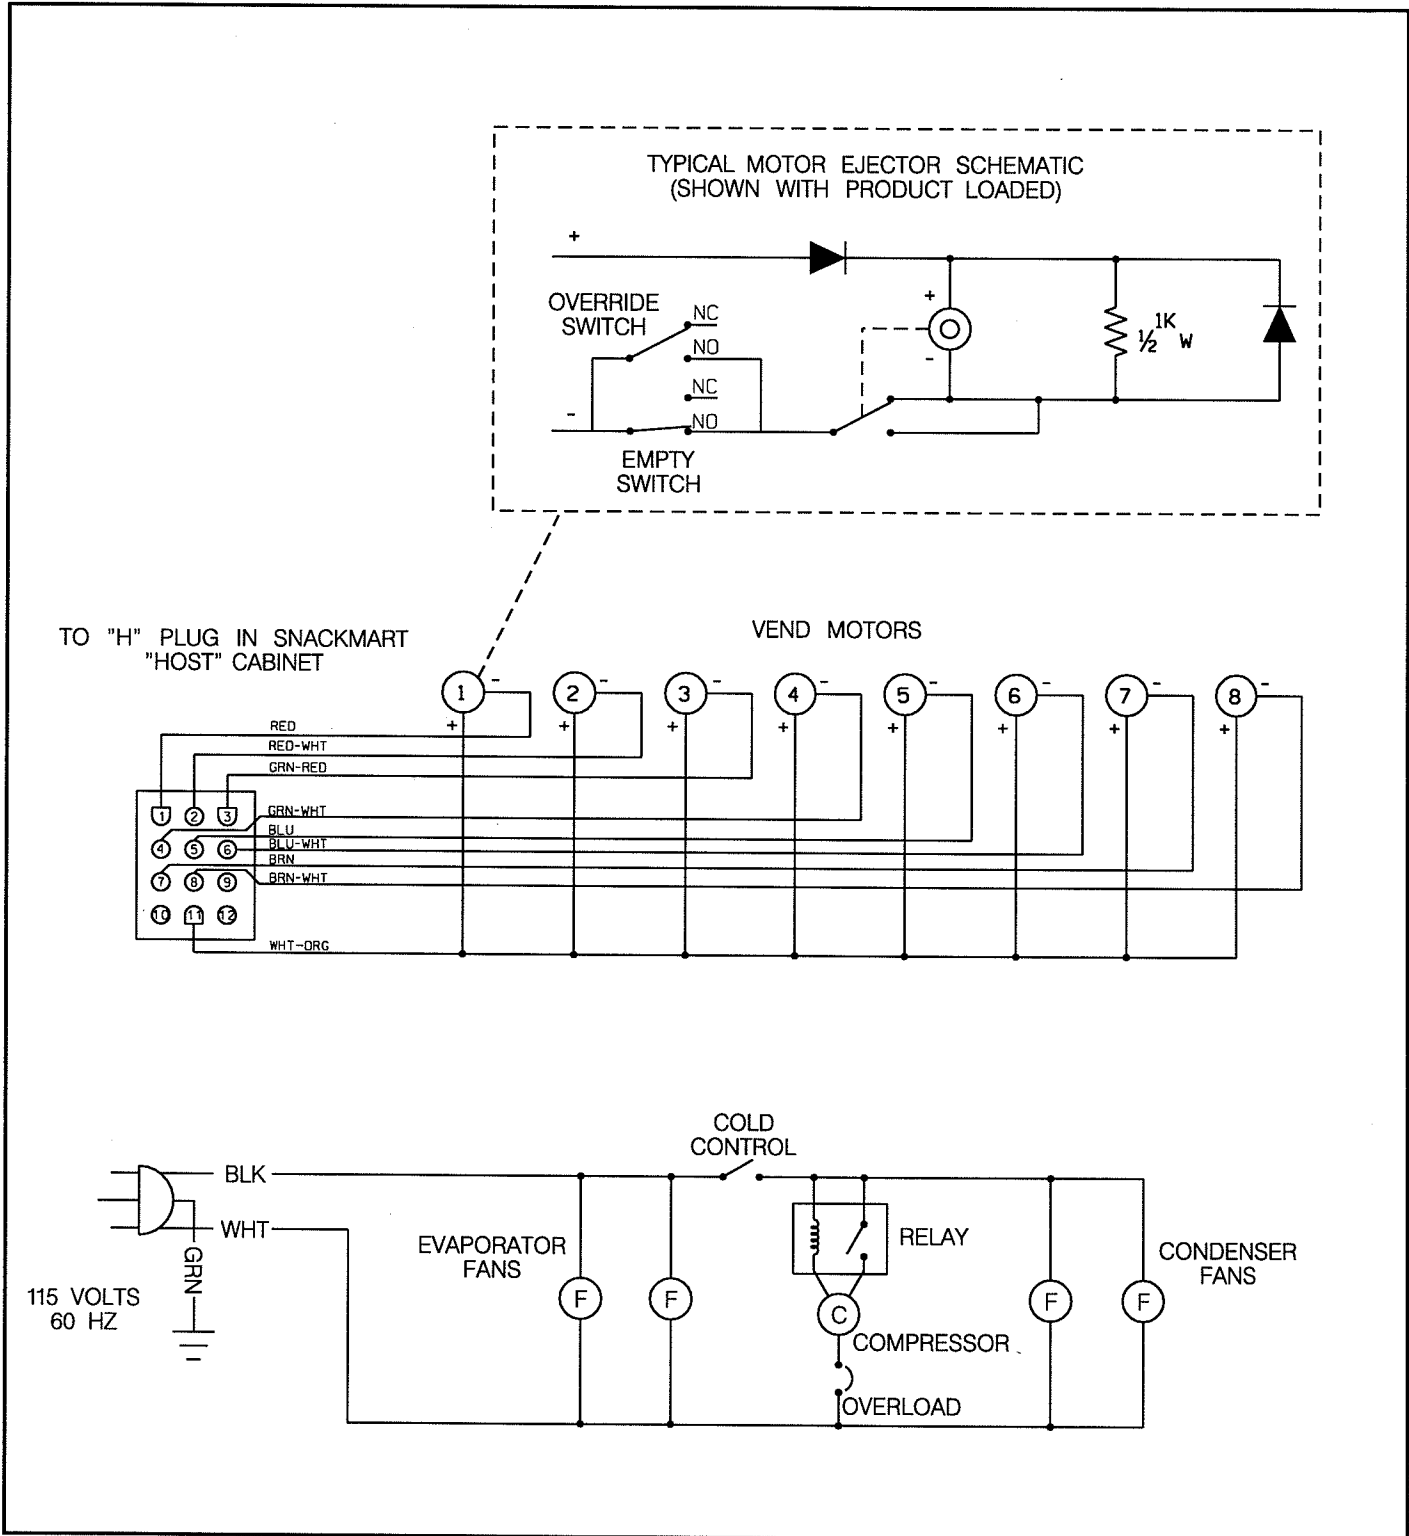 TYPICAL MOTOR EJECTOR SCHEMATIC
(SHOWN WITH PRODUCT LOADED)
+
OVERRIDE
SWITCH
NC
NO
NC
NO
-
EMPTY
SWITCH
+
-
1K
½ W
TO "H" PLUG IN SNACKMART
"HOST" CABINET
VEND MOTORS
1 - +
2 - +
3 - +
4 - +
5 - +
6 - +
7 - +
8 - +
RED
RED-WHT
GRN-RED
GRN-WHT
BLU
BLU-WHT
BRN
BRN-WHT
WHT-ORG
1 2 3
4 5 6
7 8 9
10 11 12
COLD
CONTROL
BLK
WHT
GRN
115 VOLTS
60 HZ
EVAPORATOR
FANS
F
F
RELAY
C
COMPRESSOR
OVERLOAD
F
F
CONDENSER
FANS